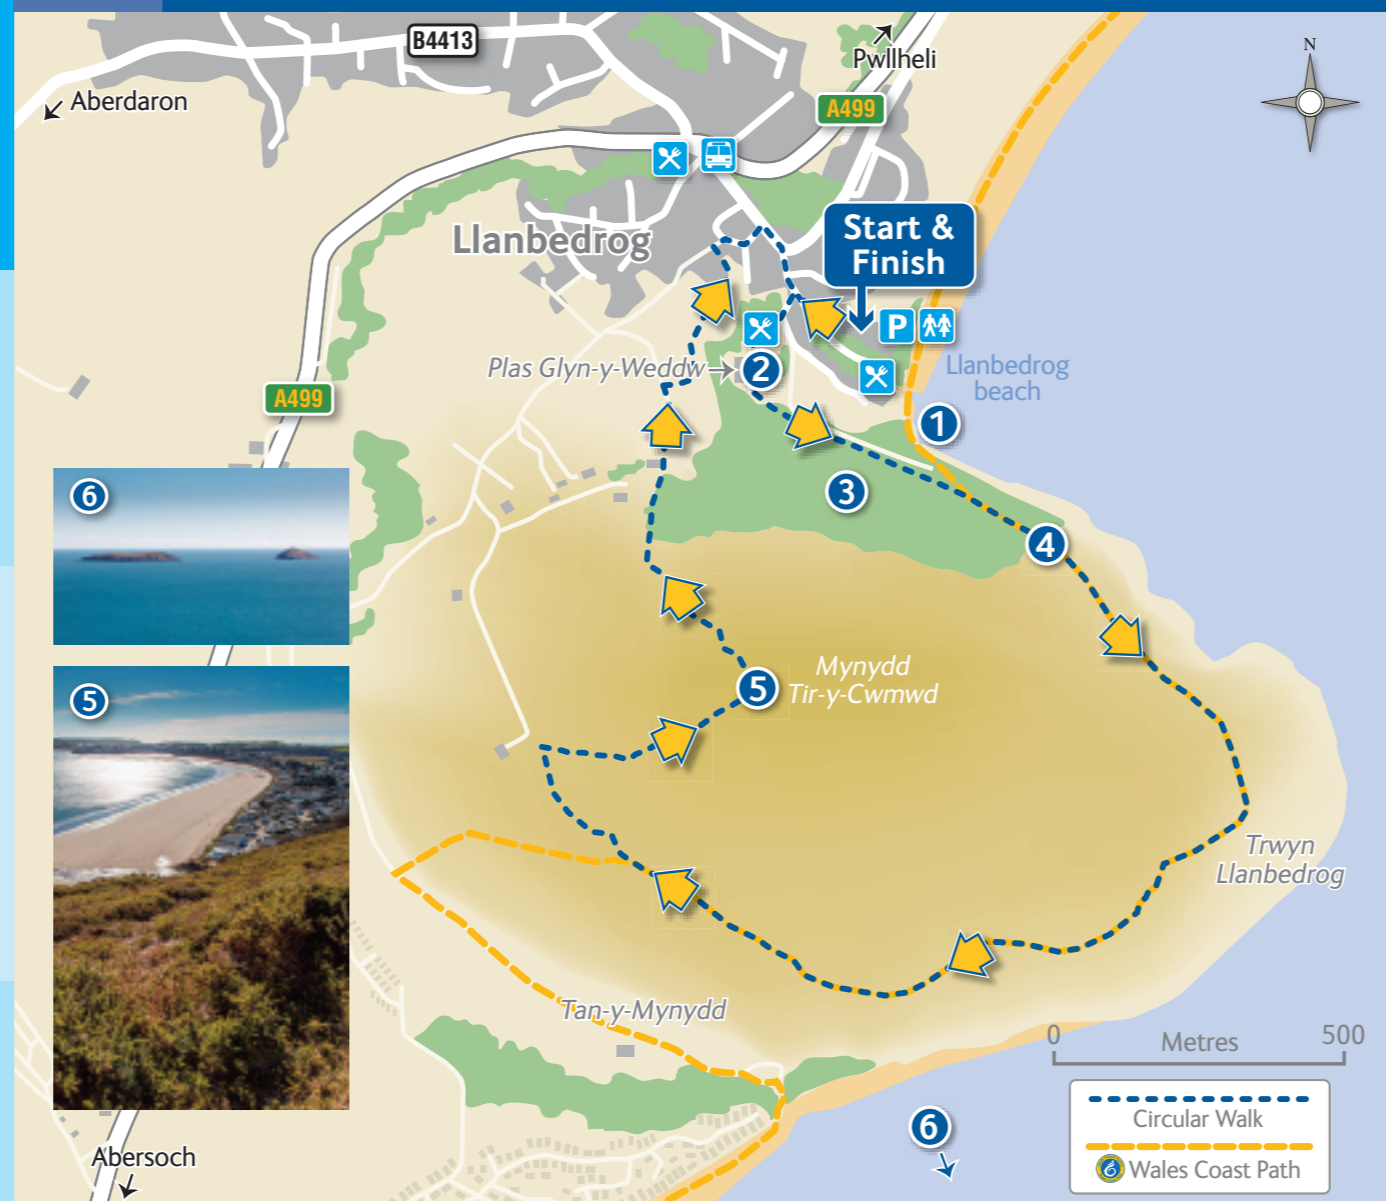 B4413
Pwllheli
N
Aberdaron
A499
Start &
Finish
Llanbedrog
P
Plas Glyn-y-Weddw
2
Llanbedrog
beach
A499
1
6
3
4
5
Mynydd
Tir-y-Cwmwd
5
Trwyn
Llanbedrog
Tan-y-Mynydd
0 Metres 500
Circular Walk
Wales Coast Path
6
Abersoch